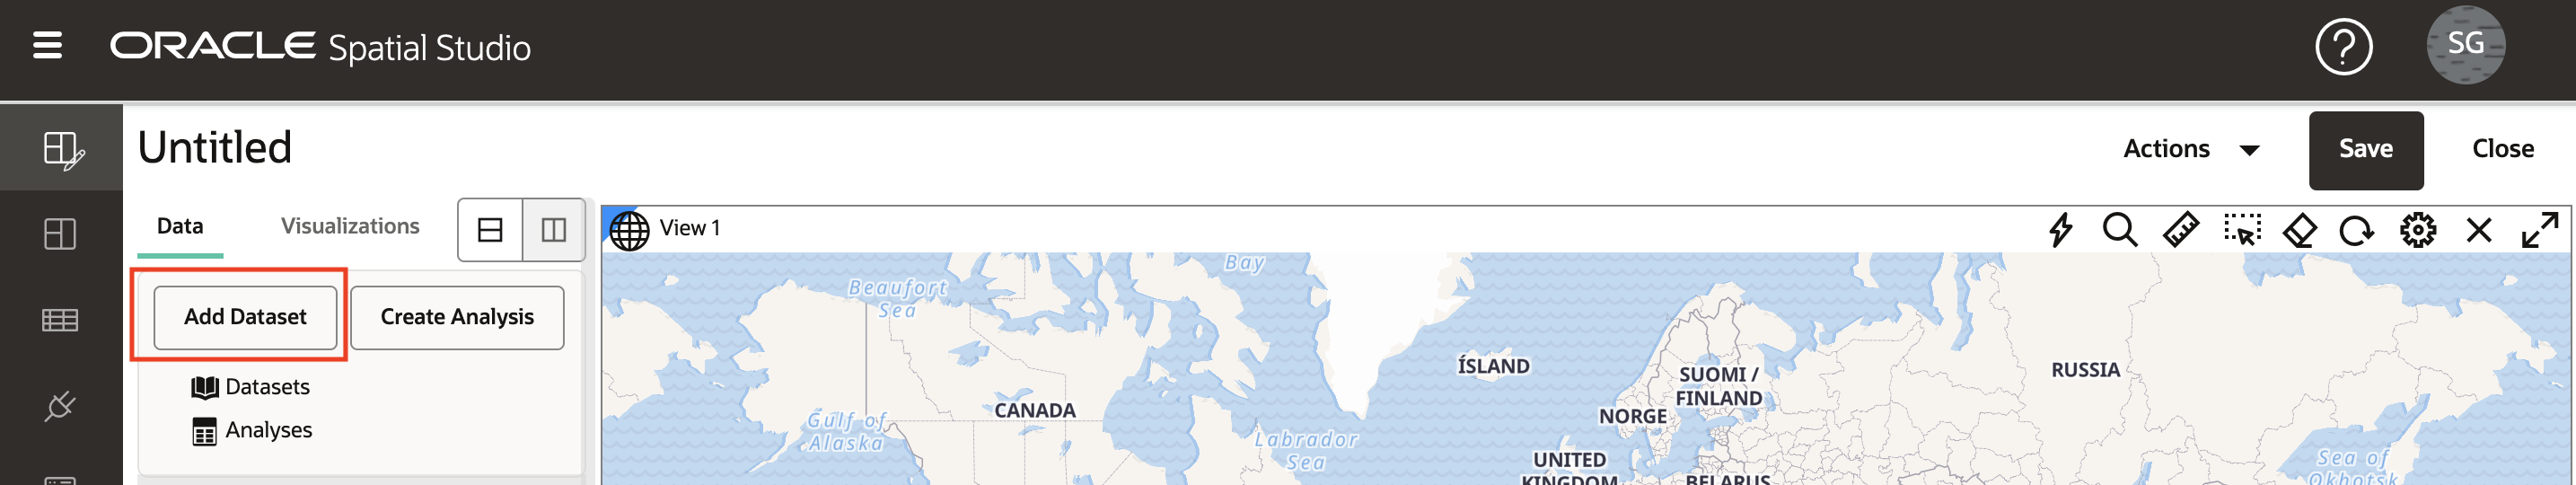 ORACLE Spatial Studio
?
SG
Untitled
Actions
Save
Close
Data
Visualizations
View 1
Add Dataset
Create Analysis
Datasets
Analyses
Bay
Beaufort
Sea
ÍSLAND
SUOMI /
FINLAND
RUSSIA
CANADA
NORGE
Gulf of
Alaska
Labrador
Sea
UNITED
KINGDOM
BELARUS
Sea of
Okhotsk